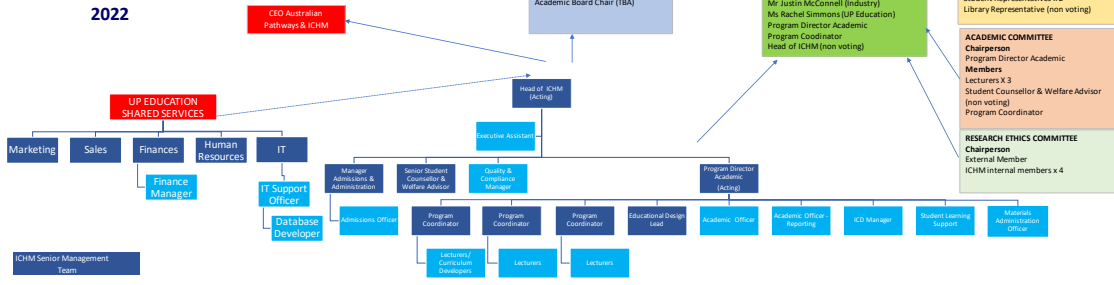 2022
CEO Australian
Pathways & ICHM
Academic Board Chair (TBA)
Mr Justin McConnell (Industry)
Ms Rachel Simmons (UP Education)
Program Director Academic
Program Coodinator
Head of ICHM (non voting)
Library Representative (non voting)
ACADEMIC COMMITTEE
Chairperson
Program Director Academic
Members
Lecturers X 3
Student Counsellor & Welfare Advisor
(non voting)
Program Coordinator
RESEARCH ETHICS COMMITTEE
Chairperson
External Member
ICHM internal members x 4
Head of ICHM
(Acting)
UP EDUCATION
SHARED SERVICES
Executive Assistant
Marketing
Sales
Finances
Human
Resources
IT
Finance
Manager
IT Support
Officer
Database
Developer
Manager
Admissions &
Administration
Senior Student
Counsellor &
Welfare Advisor
Quality &
Compliance
Manager
Program Director
Academic
(Acting)
Admissions Officer
Program
Coordinator
Program
Coordinator
Program
Coordinator
Educational Design
Lead
Academic Officer
Academic Officer -
Reporting
ICD Manager
Student Learning
Support
Materials
Administration
Officer
Lecturers/
Curriculum
Developers
Lecturers
Lecturers
ICHM Senior Management
Team